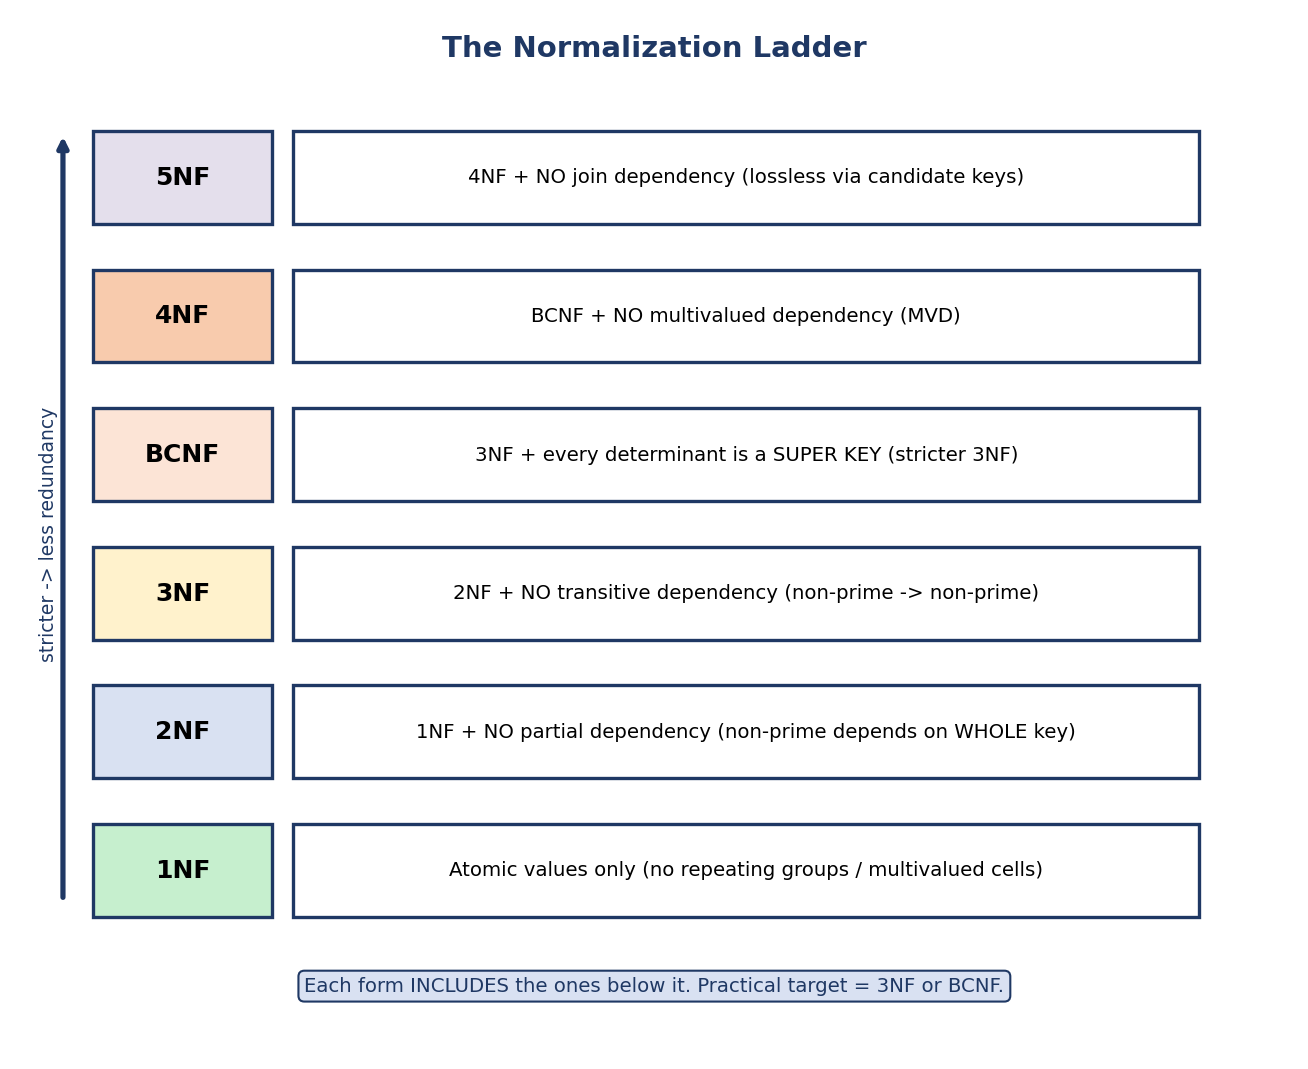 The Normalization Ladder
5NF
4NF + NO join dependency (lossless via candidate keys)
4NF
BCNF + NO multivalued dependency (MVD)
BCNF
3NF + every determinant is a SUPER KEY (stricter 3NF)
3NF
2NF + NO transitive dependency (non-prime -> non-prime)
2NF
1NF + NO partial dependency (non-prime depends on WHOLE key)
1NF
Atomic values only (no repeating groups / multivalued cells)
stricter -> less redundancy
Each form INCLUDES the ones below it. Practical target = 3NF or BCNF.